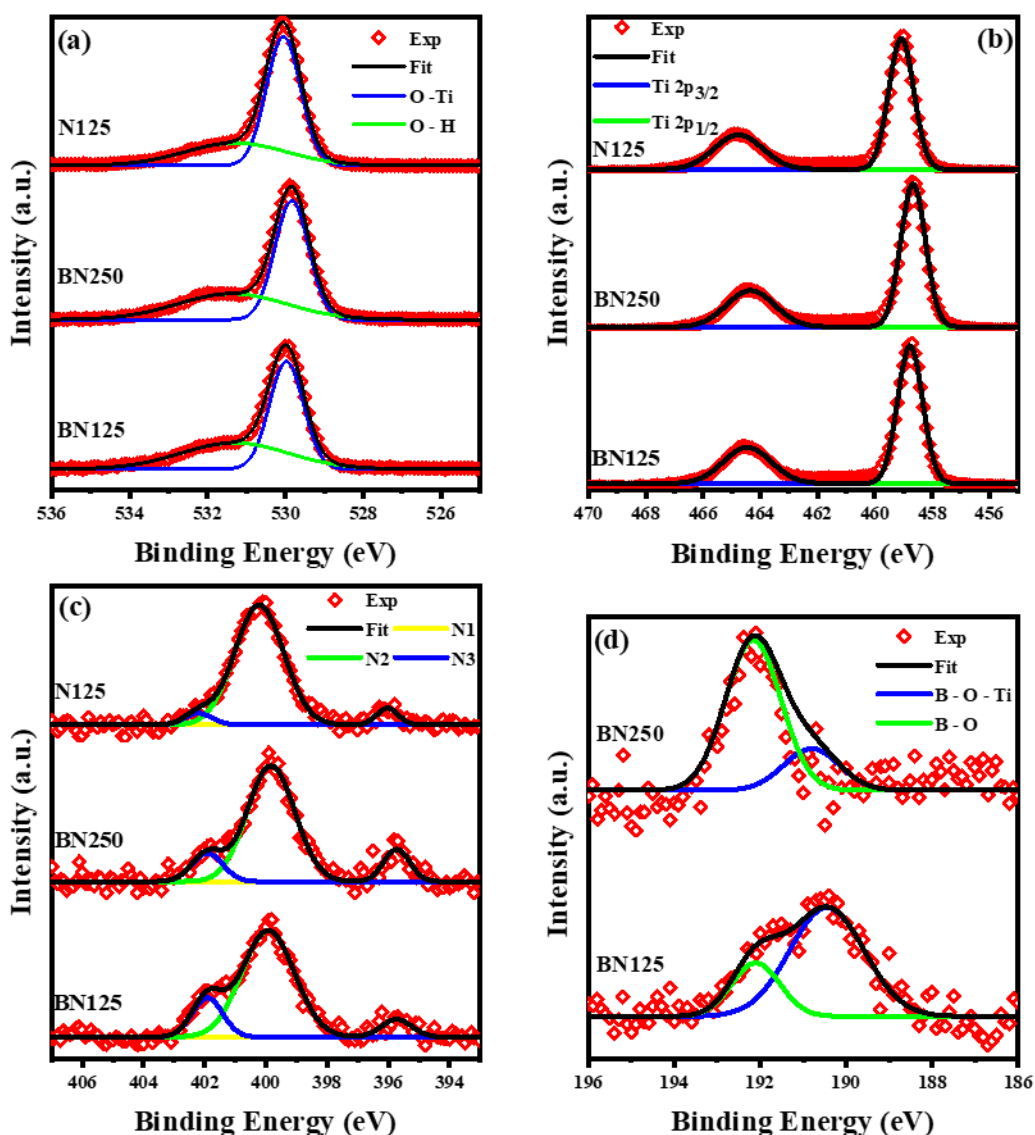 (a)
Exp
Fit
O -Ti
O - H
N125
BN250
BN125
Intensity (a.u.)
536 534 532 530 528 526
Binding Energy (eV)
(b)
Exp
Fit
Ti 2p3/2
Ti 2p1/2
N125
BN250
BN125
Intensity (a.u.)
470 468 466 464 462 460 458 456
Binding Energy (eV)
(c)
Exp
Fit N1
N2 N3
N125
BN250
BN125
Intensity (a.u.)
406 404 402 400 398 396 394
Binding Energy (eV)
(d)
Exp
Fit
B - O - Ti
B - O
BN250
BN125
Intensity (a.u.)
196 194 192 190 188 186
Binding Energy (eV)